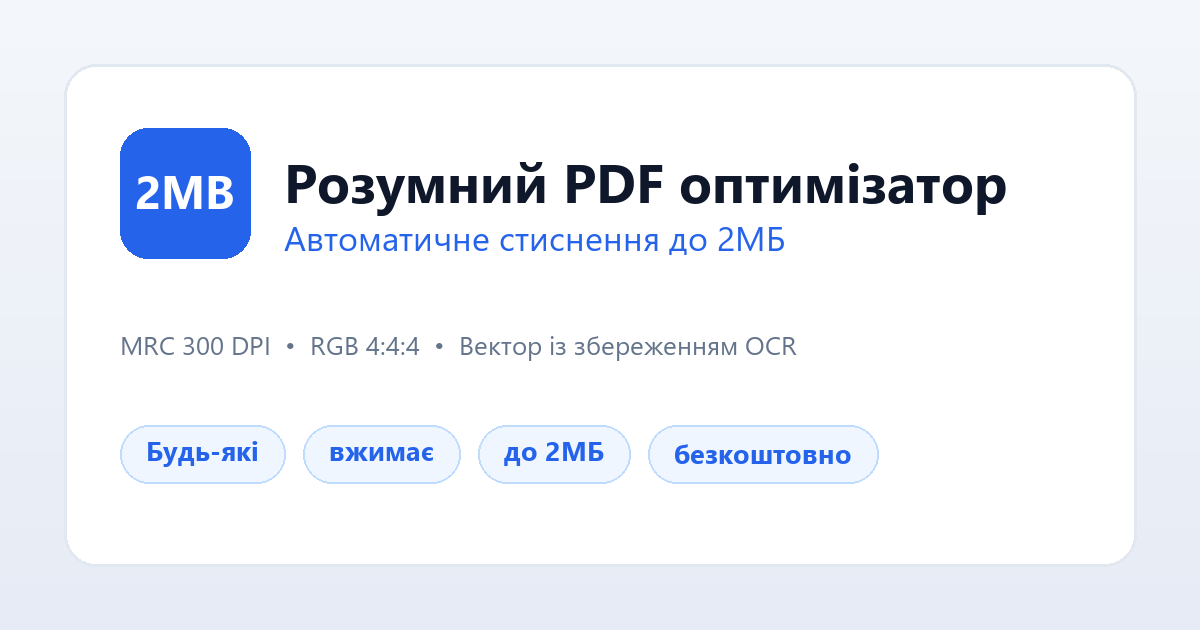 2MB
Розумний PDF оптимізатор
Автоматичне стиснення до 2МБ
MRC 300 DPI • RGB 4:4:4 • Вектор із збереженням OCR
Будь-які вжимає до 2МБ безкоштовно